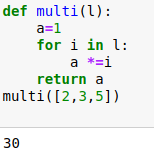 def multi(l):
    a=1
    for i in l:
        a *=i
    return a
multi([2,3,5])
30